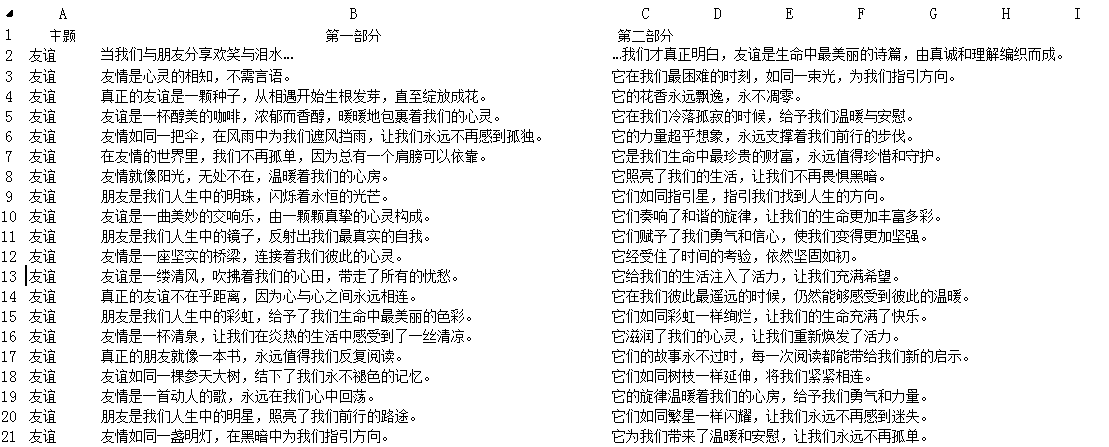 A B C D E F G H I
1 主题 第一部分 第二部分
2 友谊 当我们与朋友分享欢笑与泪水… …我们才真正明白，友谊是生命中最美丽的诗篇，由真诚和理解编织而成。
3 友谊 友情是心灵的相知，不需言语。 它在我们最困难的时刻，如同一束光，为我们指引方向。
4 友谊 真正的友谊是一颗种子，从相遇开始生根发芽，直至绽放成花。 它的花香永远飘逸，永不凋零。
5 友谊 友谊是一杯醇美的咖啡，浓郁而香醇，暖暖地包裹着我们的心灵。 它在我们冷落孤寂的时候，给予我们温暖与安慰。
6 友谊 友情如同一把伞，在风雨中为我们遮风挡雨，让我们永远不再感到孤独。 它的力量超乎想象，永远支撑着我们前行的步伐。
7 友谊 在友情的世界里，我们不再孤单，因为总有一个肩膀可以依靠。 它是我们生命中最珍贵的财富，永远值得珍惜和守护。
8 友谊 友情就像阳光，无处不在，温暖着我们的心房。 它照亮了我们的生活，让我们不再畏惧黑暗。
9 友谊 朋友是我们人生中的明珠，闪烁着永恒的光芒。 它们如同指引星，指引我们找到人生的方向。
10 友谊 友谊是一曲美妙的交响乐，由一颗颗真挚的心灵构成。 它们奏响了和谐的旋律，让我们的生命更加丰富多彩。
11 友谊 朋友是我们人生中的镜子，反射出我们最真实的自我。 它们赋予了我们勇气和信心，使我们变得更加坚强。
12 友谊 友情是一座坚实的桥梁，连接着我们彼此的心灵。 它经受住了时间的考验，依然坚固如初。
13 友谊 友谊是一缕清风，吹拂着我们的心田，带走了所有的忧愁。 它给我们的生活注入了活力，让我们充满希望。
14 友谊 真正的友谊不在乎距离，因为心与心之间永远相连。 它在我们彼此最遥远的时候，仍然能够感受到彼此的温暖。
15 友谊 朋友是我们人生中的彩虹，给予了我们生命中最美丽的色彩。 它们如同彩虹一样绚烂，让我们的生命充满了快乐。
16 友谊 友情是一杯清泉，让我们在炎热的生活中感受到了一丝清凉。 它滋润了我们的心灵，让我们重新焕发了活力。
17 友谊 真正的朋友就像一本书，永远值得我们反复阅读。 它们的故事永不过时，每一次阅读都能带给我们新的启示。
18 友谊 友谊如同一棵参天大树，结下了我们永不褪色的记忆。 它们如同树枝一样延伸，将我们紧紧相连。
19 友谊 友情是一首动人的歌，永远在我们心中回荡。 它的旋律温暖着我们的心房，给予我们勇气和力量。
20 友谊 朋友是我们人生中的明星，照亮了我们前行的路途。 它们如同繁星一样闪耀，让我们永远不再感到迷失。
21 友谊 友情如同一盏明灯，在黑暗中为我们指引方向。 它为我们带来了温暖和安慰，让我们永远不再孤单。